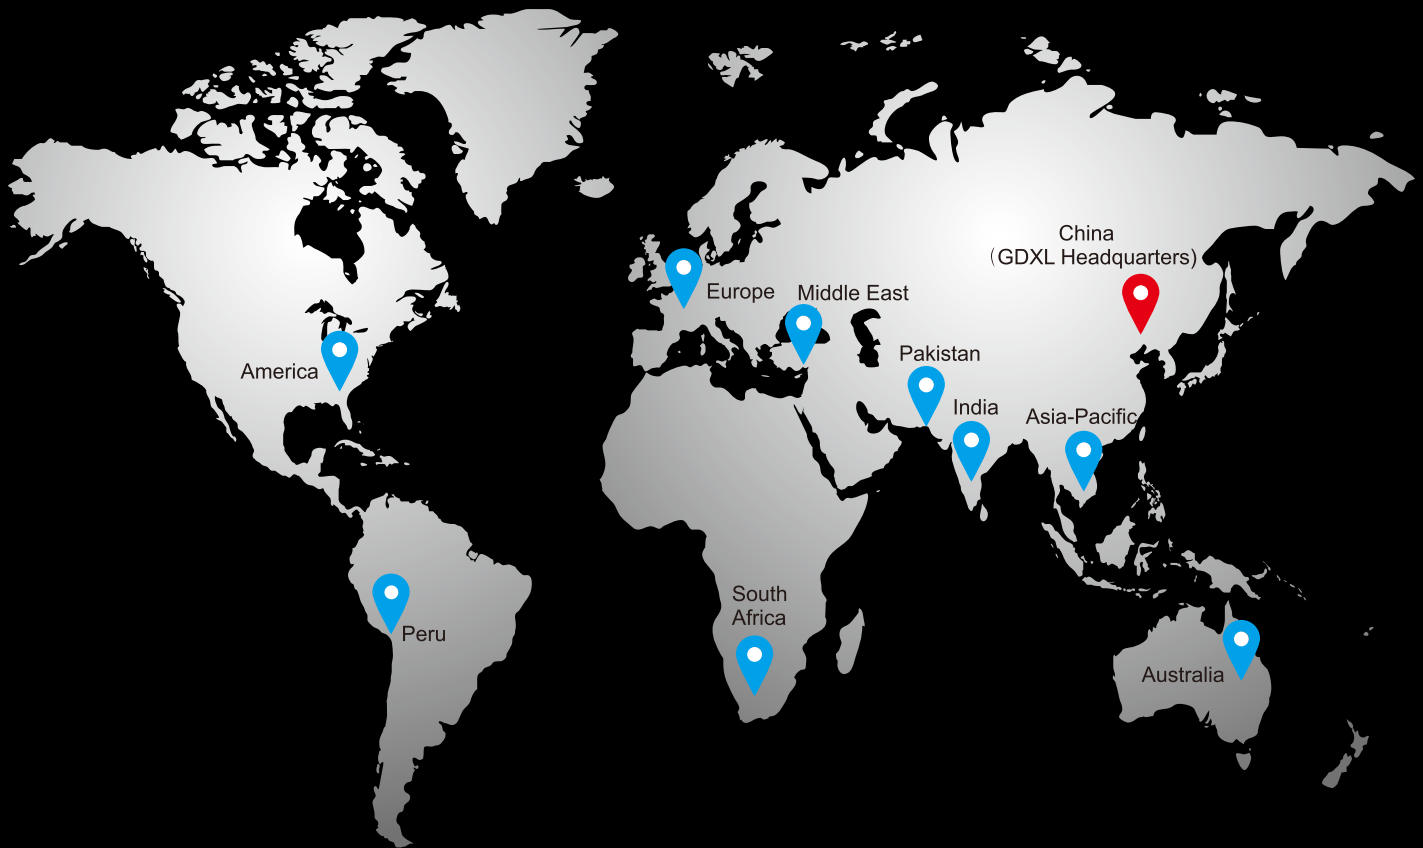 China
（GDXL Headquarters)
Europe
Middle East
Pakistan
America
India
Asia-Pacific
South
Africa
Peru
Australia